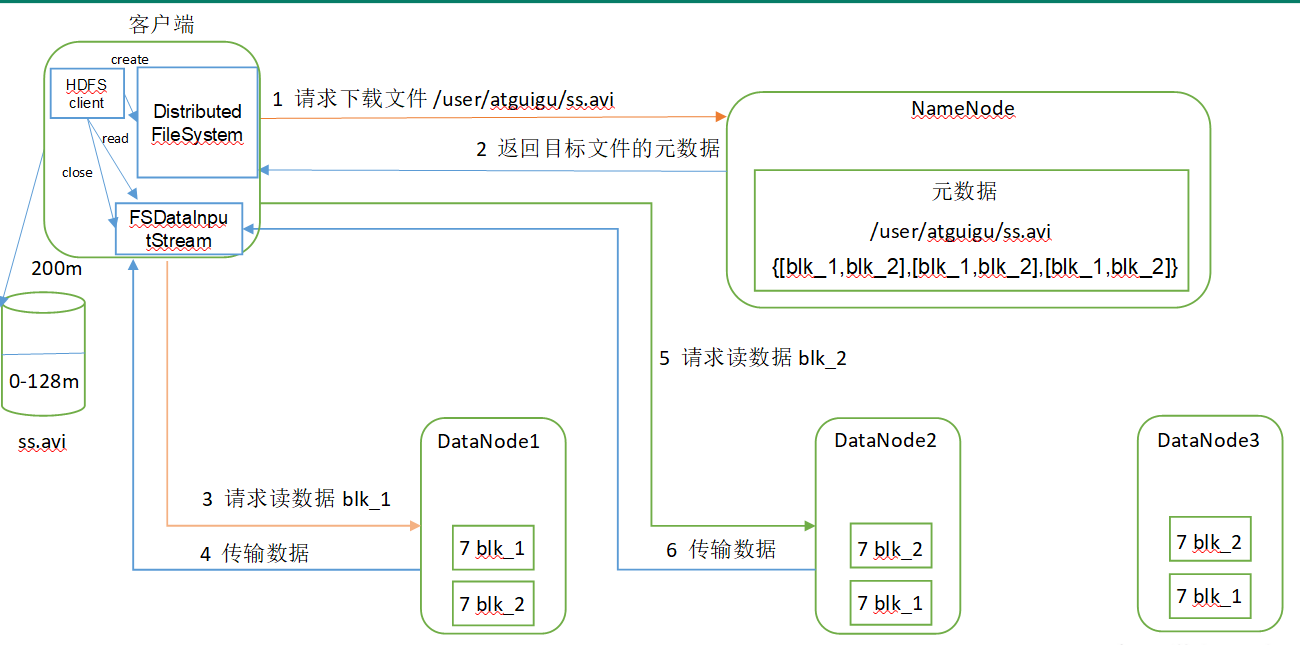 客户端
create
HDFS
client
Distributed
FileSystem
read
close
FSDataInpu
tStream
1 请求下载文件 /user/atguigu/ss.avi
2 返回目标文件的元数据
NameNode
元数据
/user/atguigu/ss.avi
{[blk_1,blk_2],[blk_1,blk_2],[blk_1,blk_2]}
200m
0-128m
ss.avi
5 请求读数据 blk_2
3 请求读数据 blk_1
4 传输数据
6 传输数据
DataNode1
7 blk_1
7 blk_2
DataNode2
7 blk_2
7 blk_1
DataNode3
7 blk_2
7 blk_1